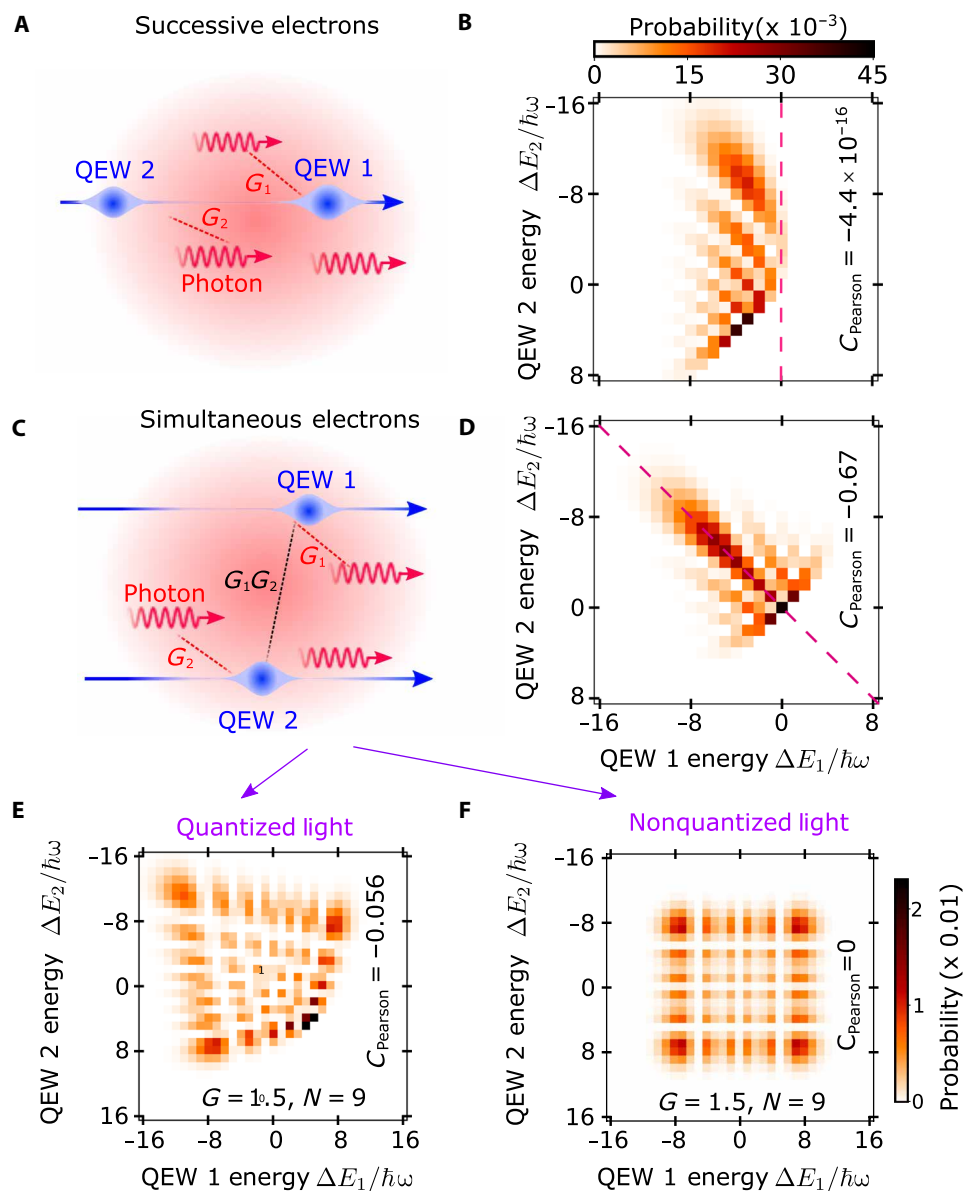 A
Successive electrons
QEW 2
QEW 1
G₁
G₂
Photon
B
Probability(x 10⁻³)
0 15 30 45
QEW 2 energy ΔE₂/ħω
−16
−8
0
8
C_Pearson = −4.4 × 10⁻¹⁶
C
Simultaneous electrons
QEW 1
G₁
G₁G₂
Photon
G₂
QEW 2
D
QEW 2 energy ΔE₂/ħω
−16
−8
0
8
C_Pearson = −0.67
−16 −8 0 8
QEW 1 energy ΔE₁/ħω
E
Quantized light
QEW 2 energy ΔE₂/ħω
−16
−8
0
8
16
1
C_Pearson = −0.056
G = 10.5, N = 9
−16 −8 0 8 16
QEW 1 energy ΔE₁/ħω
F
Nonquantized light
QEW 2 energy ΔE₂/ħω
−16
−8
0
8
16
C_Pearson=0
G = 1.5, N = 9
−16 −8 0 8 16
QEW 1 energy ΔE₁/ħω
2
1
0
Probability (x 0.01)